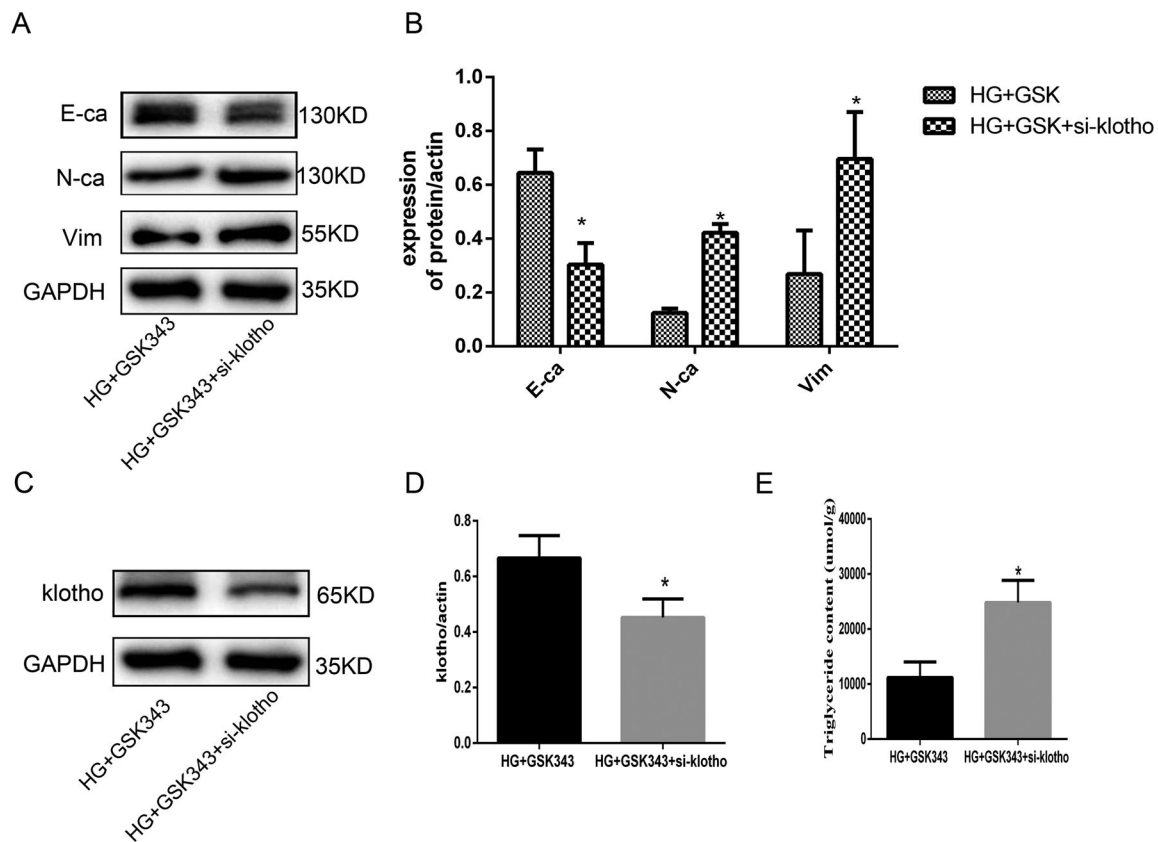 A
E-ca
130KD
N-ca
130KD
Vim
55KD
GAPDH
35KD
HG+GSK343
HG+GSK343+si-klotho
B
expression
of protein/actin
1.0
0.8
0.6
0.4
0.2
0.0
*
*
*
E-ca
N-ca
Vim
HG+GSK
HG+GSK+si-klotho
C
klotho
65KD
GAPDH
35KD
HG+GSK343
HG+GSK343+si-klotho
D
klotho/actin
0.8
0.6
0.4
0.2
0.0
*
HG+GSK343
HG+GSK343+si-klotho
E
Triglyceride content (umol/g)
40000
30000
20000
10000
0
*
HG+GSK343
HG+GSK343+si-klotho